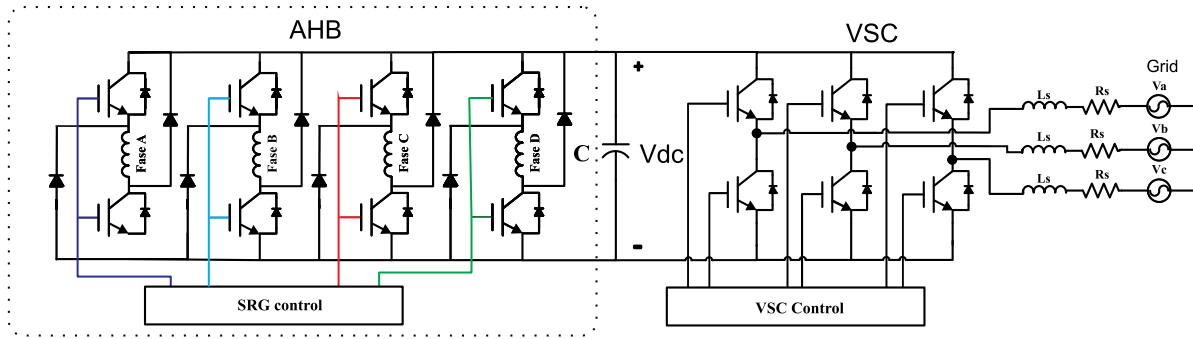 AHB
VSC
Grid
Fase A
Fase B
Fase C
Fase D
C
+
Vdc
-
Ls
Rs
Va
Ls
Rs
Vb
Ls
Rs
Vc
SRG control
VSC Control